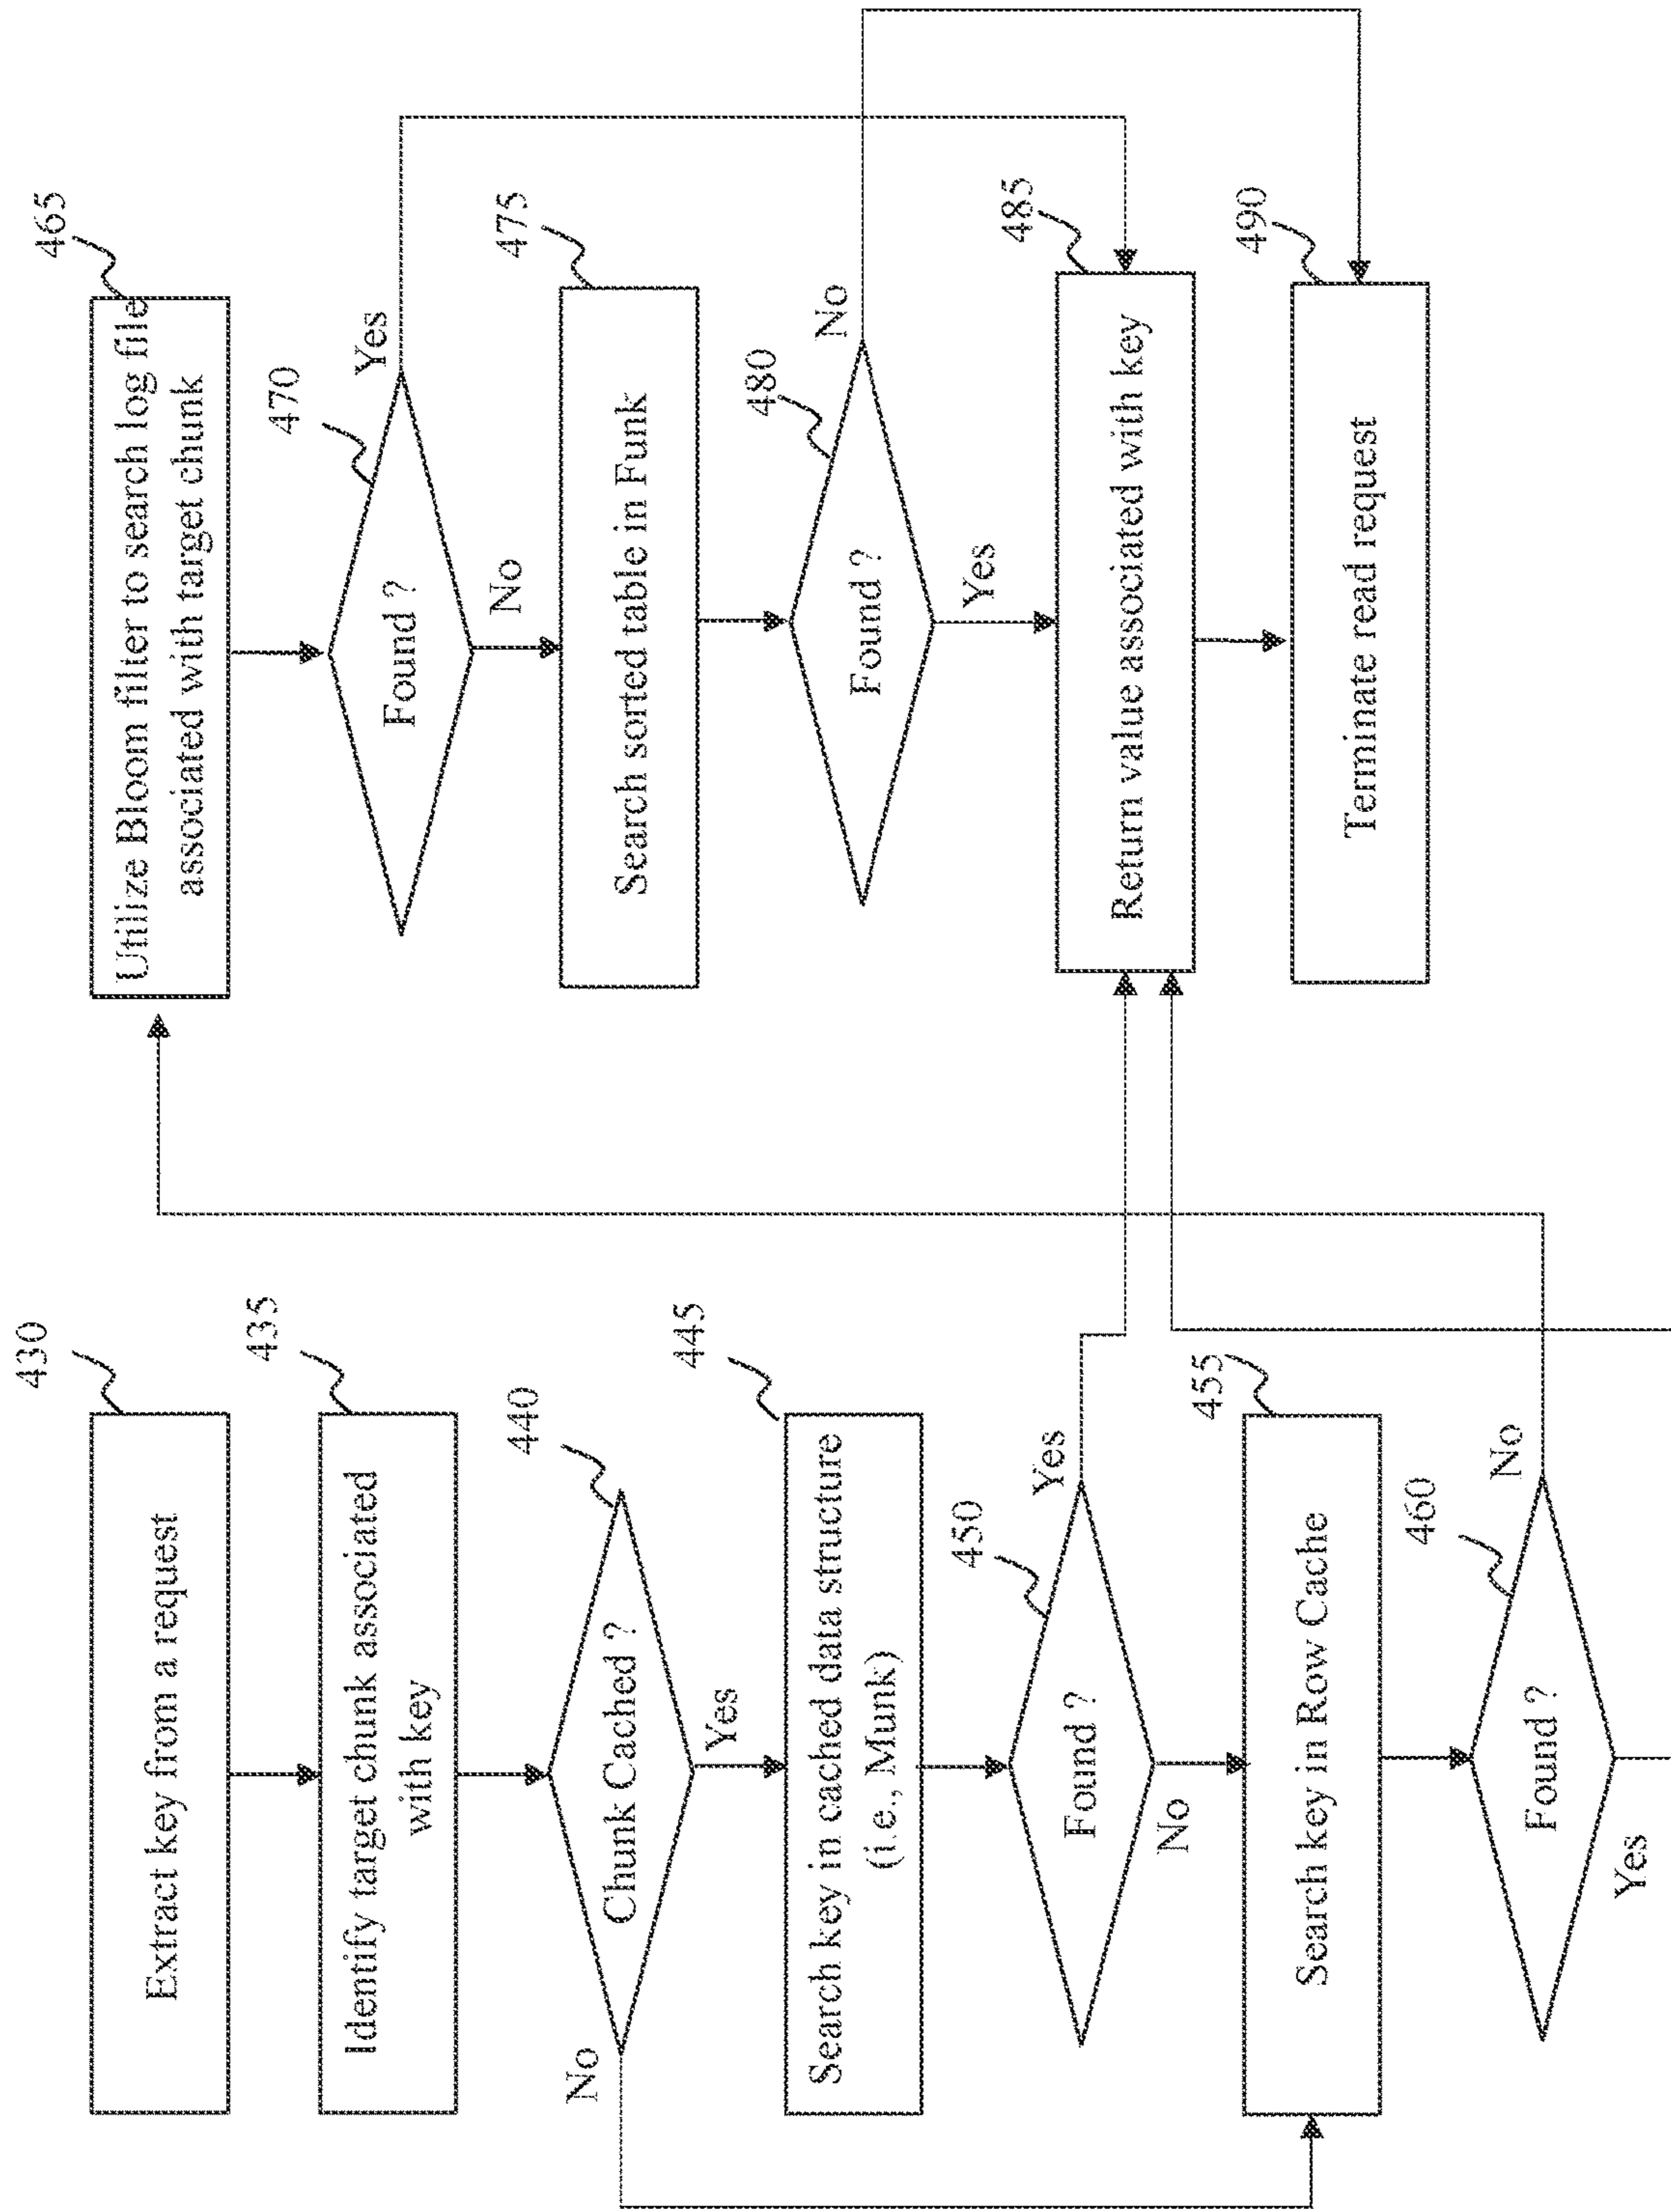 430
Extract key from a request
435
Identify target chunk associated
with key
440
Chunk Cached ?
No
Yes
445
Search key in cached data structure
(i.e., Munk)
450
Found ?
Yes
No
455
Search key in Row Cache
460
Found ?
No
Yes
465
Utilize Bloom filter to search log file
associated with target chunk
470
Found ?
Yes
No
475
Search sorted table in Funk
480
Found ?
No
Yes
485
Return value associated with key
490
Terminate read request